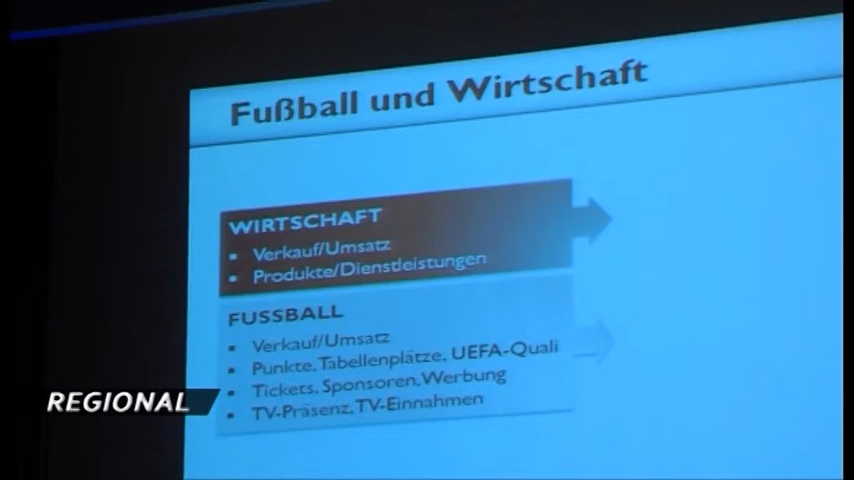 Fußball und Wirtschaft
WIRTSCHAFT
▪ Verkauf/Umsatz
▪ Produkte/Dienstleistungen
FUSSBALL
▪ Verkauf/Umsatz
▪ Punkte, Tabellenplätze, UEFA-Quali
▪ Tickets, Sponsoren, Werbung
▪ TV-Präsenz, TV-Einnahmen
REGIONAL